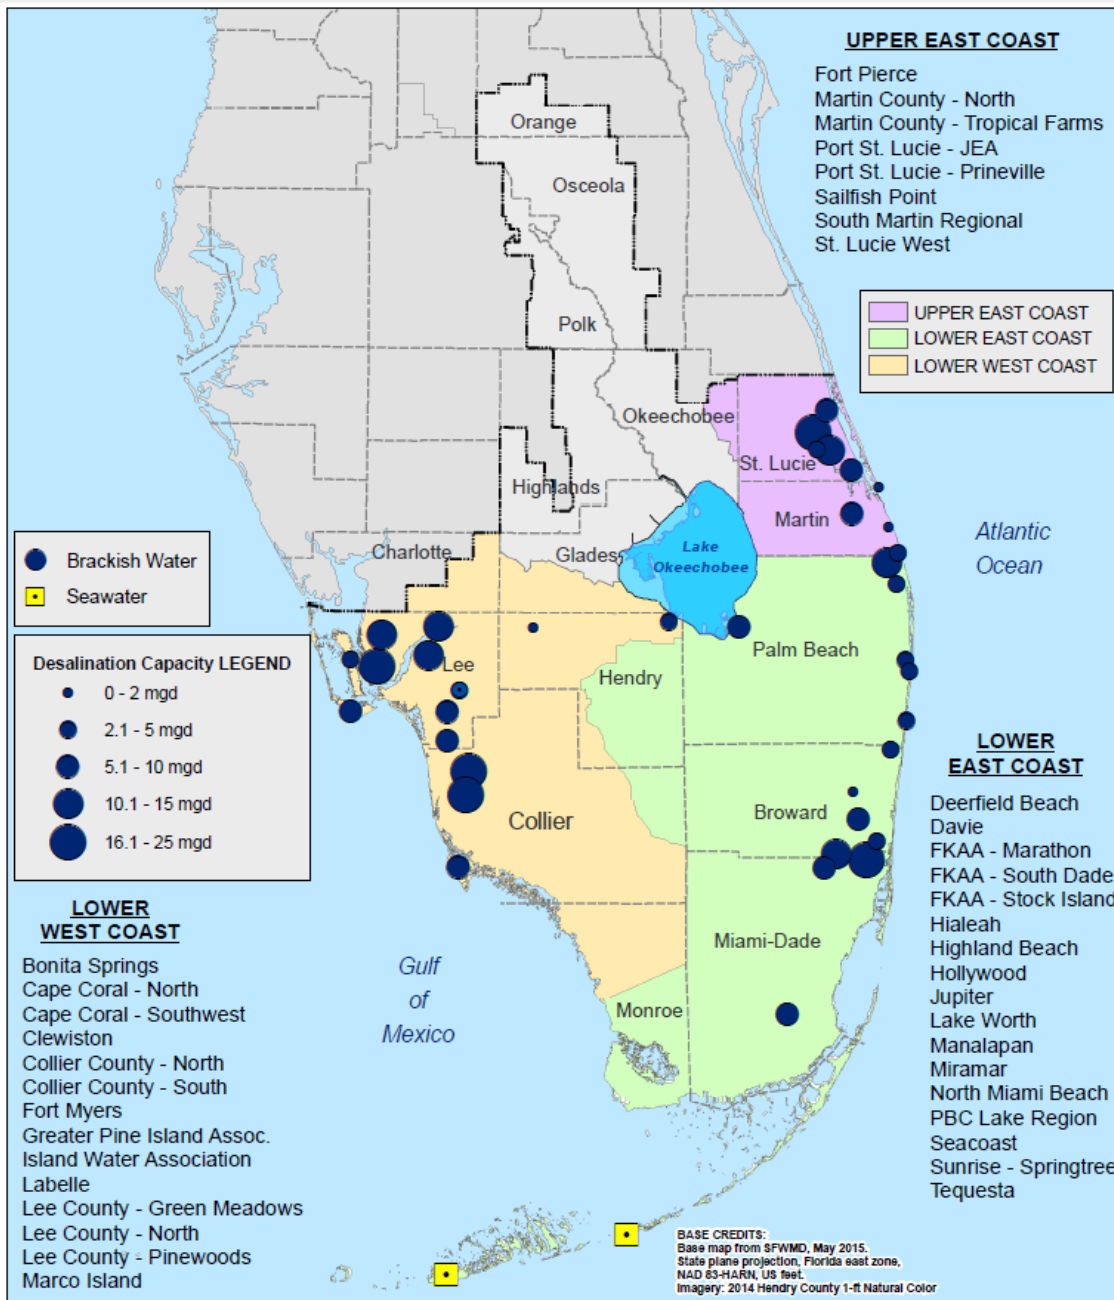 UPPER EAST COAST
Fort Pierce
Martin County - North
Martin County - Tropical Farms
Port St. Lucie - JEA
Port St. Lucie - Prineville
Sailfish Point
South Martin Regional
St. Lucie West
UPPER EAST COAST
LOWER EAST COAST
LOWER WEST COAST
Orange
Osceola
Polk
Okeechobee
St. Lucie
Highlands
Martin
Charlotte
Glades
Lake
Okeechobee
Atlantic
Ocean
Brackish Water
Seawater
Desalination Capacity LEGEND
0 - 2 mgd
2.1 - 5 mgd
5.1 - 10 mgd
10.1 - 15 mgd
16.1 - 25 mgd
Lee
Hendry
Palm Beach
Collier
Broward
Miami-Dade
Monroe
Gulf
of
Mexico
LOWER
EAST COAST
Deerfield Beach
Davie
FKAA - Marathon
FKAA - South Dade
FKAA - Stock Island
Hialeah
Highland Beach
Hollywood
Jupiter
Lake Worth
Manalapan
Miramar
North Miami Beach
PBC Lake Region
Seacoast
Sunrise - Springtree
Tequesta
LOWER
WEST COAST
Bonita Springs
Cape Coral - North
Cape Coral - Southwest
Clewiston
Collier County - North
Collier County - South
Fort Myers
Greater Pine Island Assoc.
Island Water Association
Labelle
Lee County - Green Meadows
Lee County - North
Lee County - Pinewoods
Marco Island
BASE CREDITS:
Base map from SFWMD, May 2015.
State plane projection, Florida east zone,
NAD 83-HARN, US feet.
Imagery: 2014 Hendry County 1-ft Natural Color